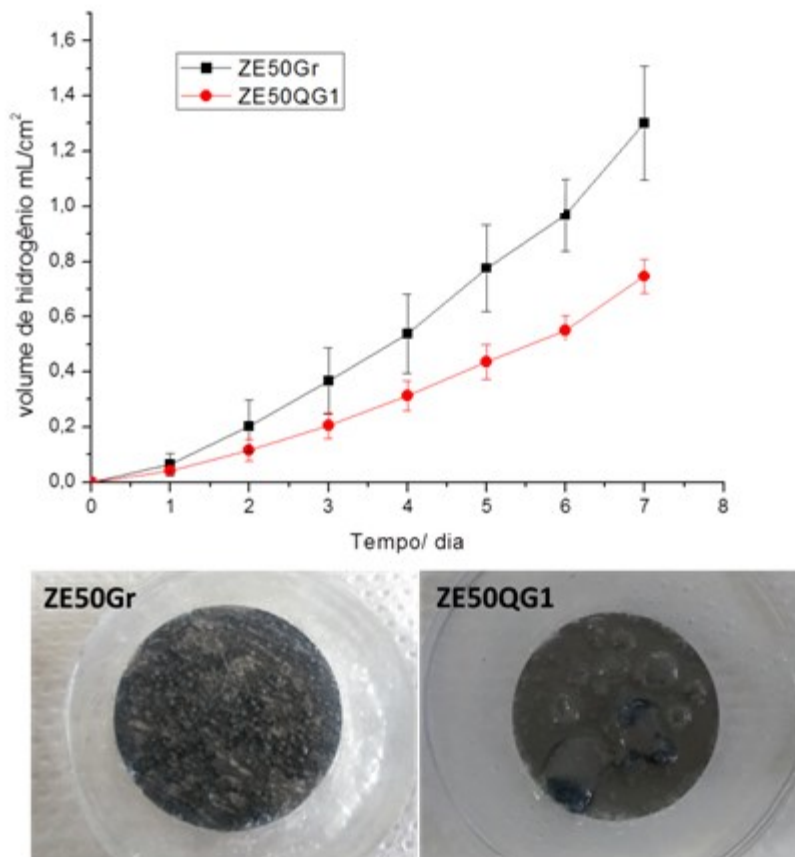 1,6
ZE50Gr
ZE50QG1
1,4
1,2
1,0
0,8
0,6
0,4
0,2
0,0
volume de hidrogênio mL/cm²
0 1 2 3 4 5 6 7 8
Tempo/ dia
ZE50Gr ZE50QG1